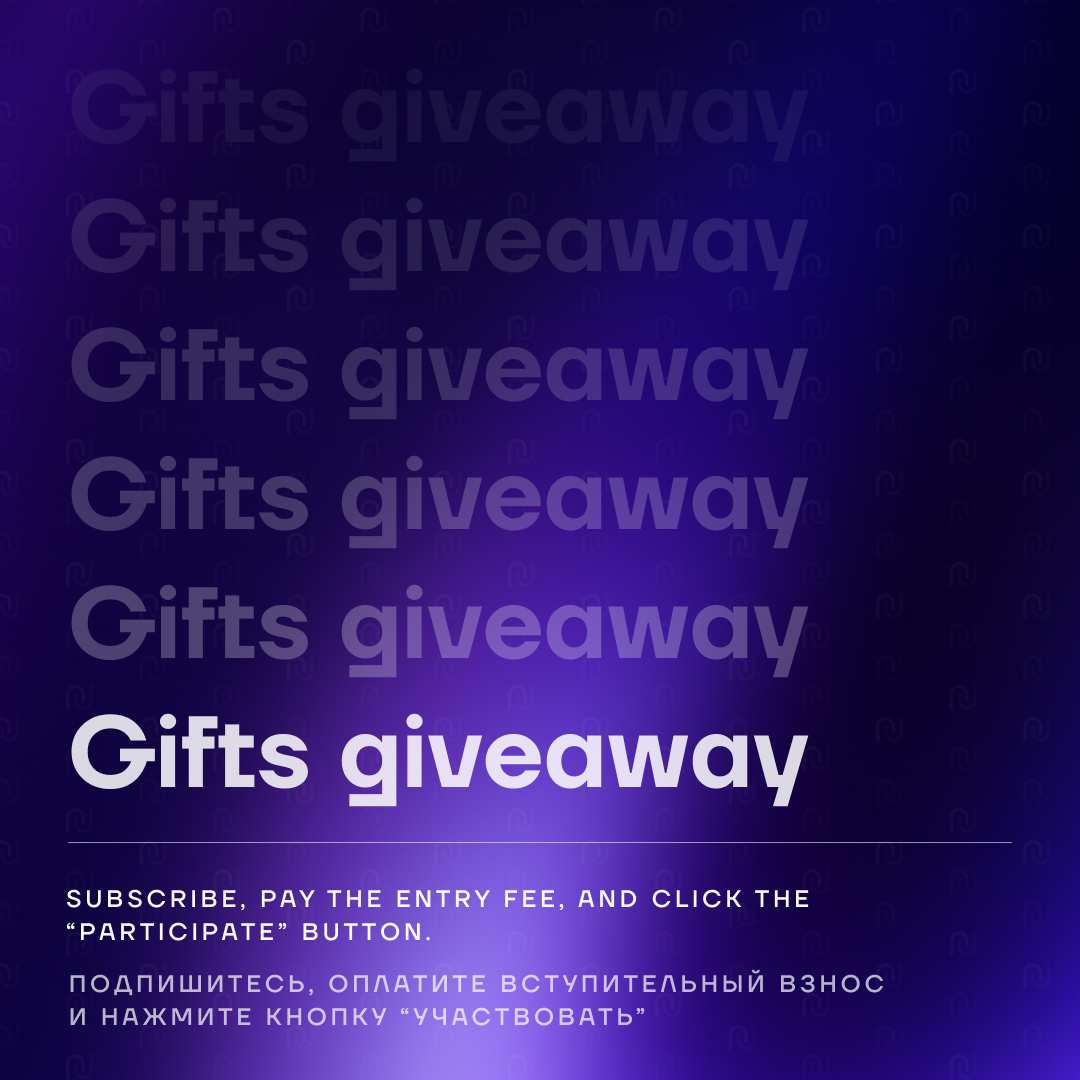 Gifts giveaway
Gifts giveaway
Gifts giveaway
Gifts giveaway
Gifts giveaway
Gifts giveaway
SUBSCRIBE, PAY THE ENTRY FEE, AND CLICK THE
“PARTICIPATE” BUTTON.
ПОДПИШИТЕСЬ, ОПЛАТИТЕ ВСТУПИТЕЛЬНЫЙ ВЗНОС
И НАЖМИТЕ КНОПКУ “УЧАСТВОВАТЬ”